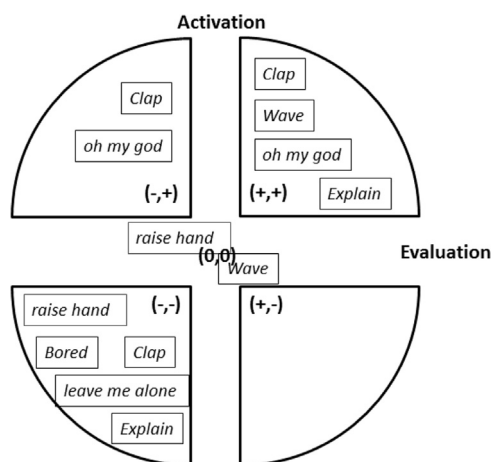 Activation
Clap
oh my god
(-,+)
Clap
Wave
oh my god
Explain
(+,+)
raise hand
(0,0)
Wave
Evaluation
raise hand
(-,-)
Bored
Clap
leave me alone
Explain
(+,-)